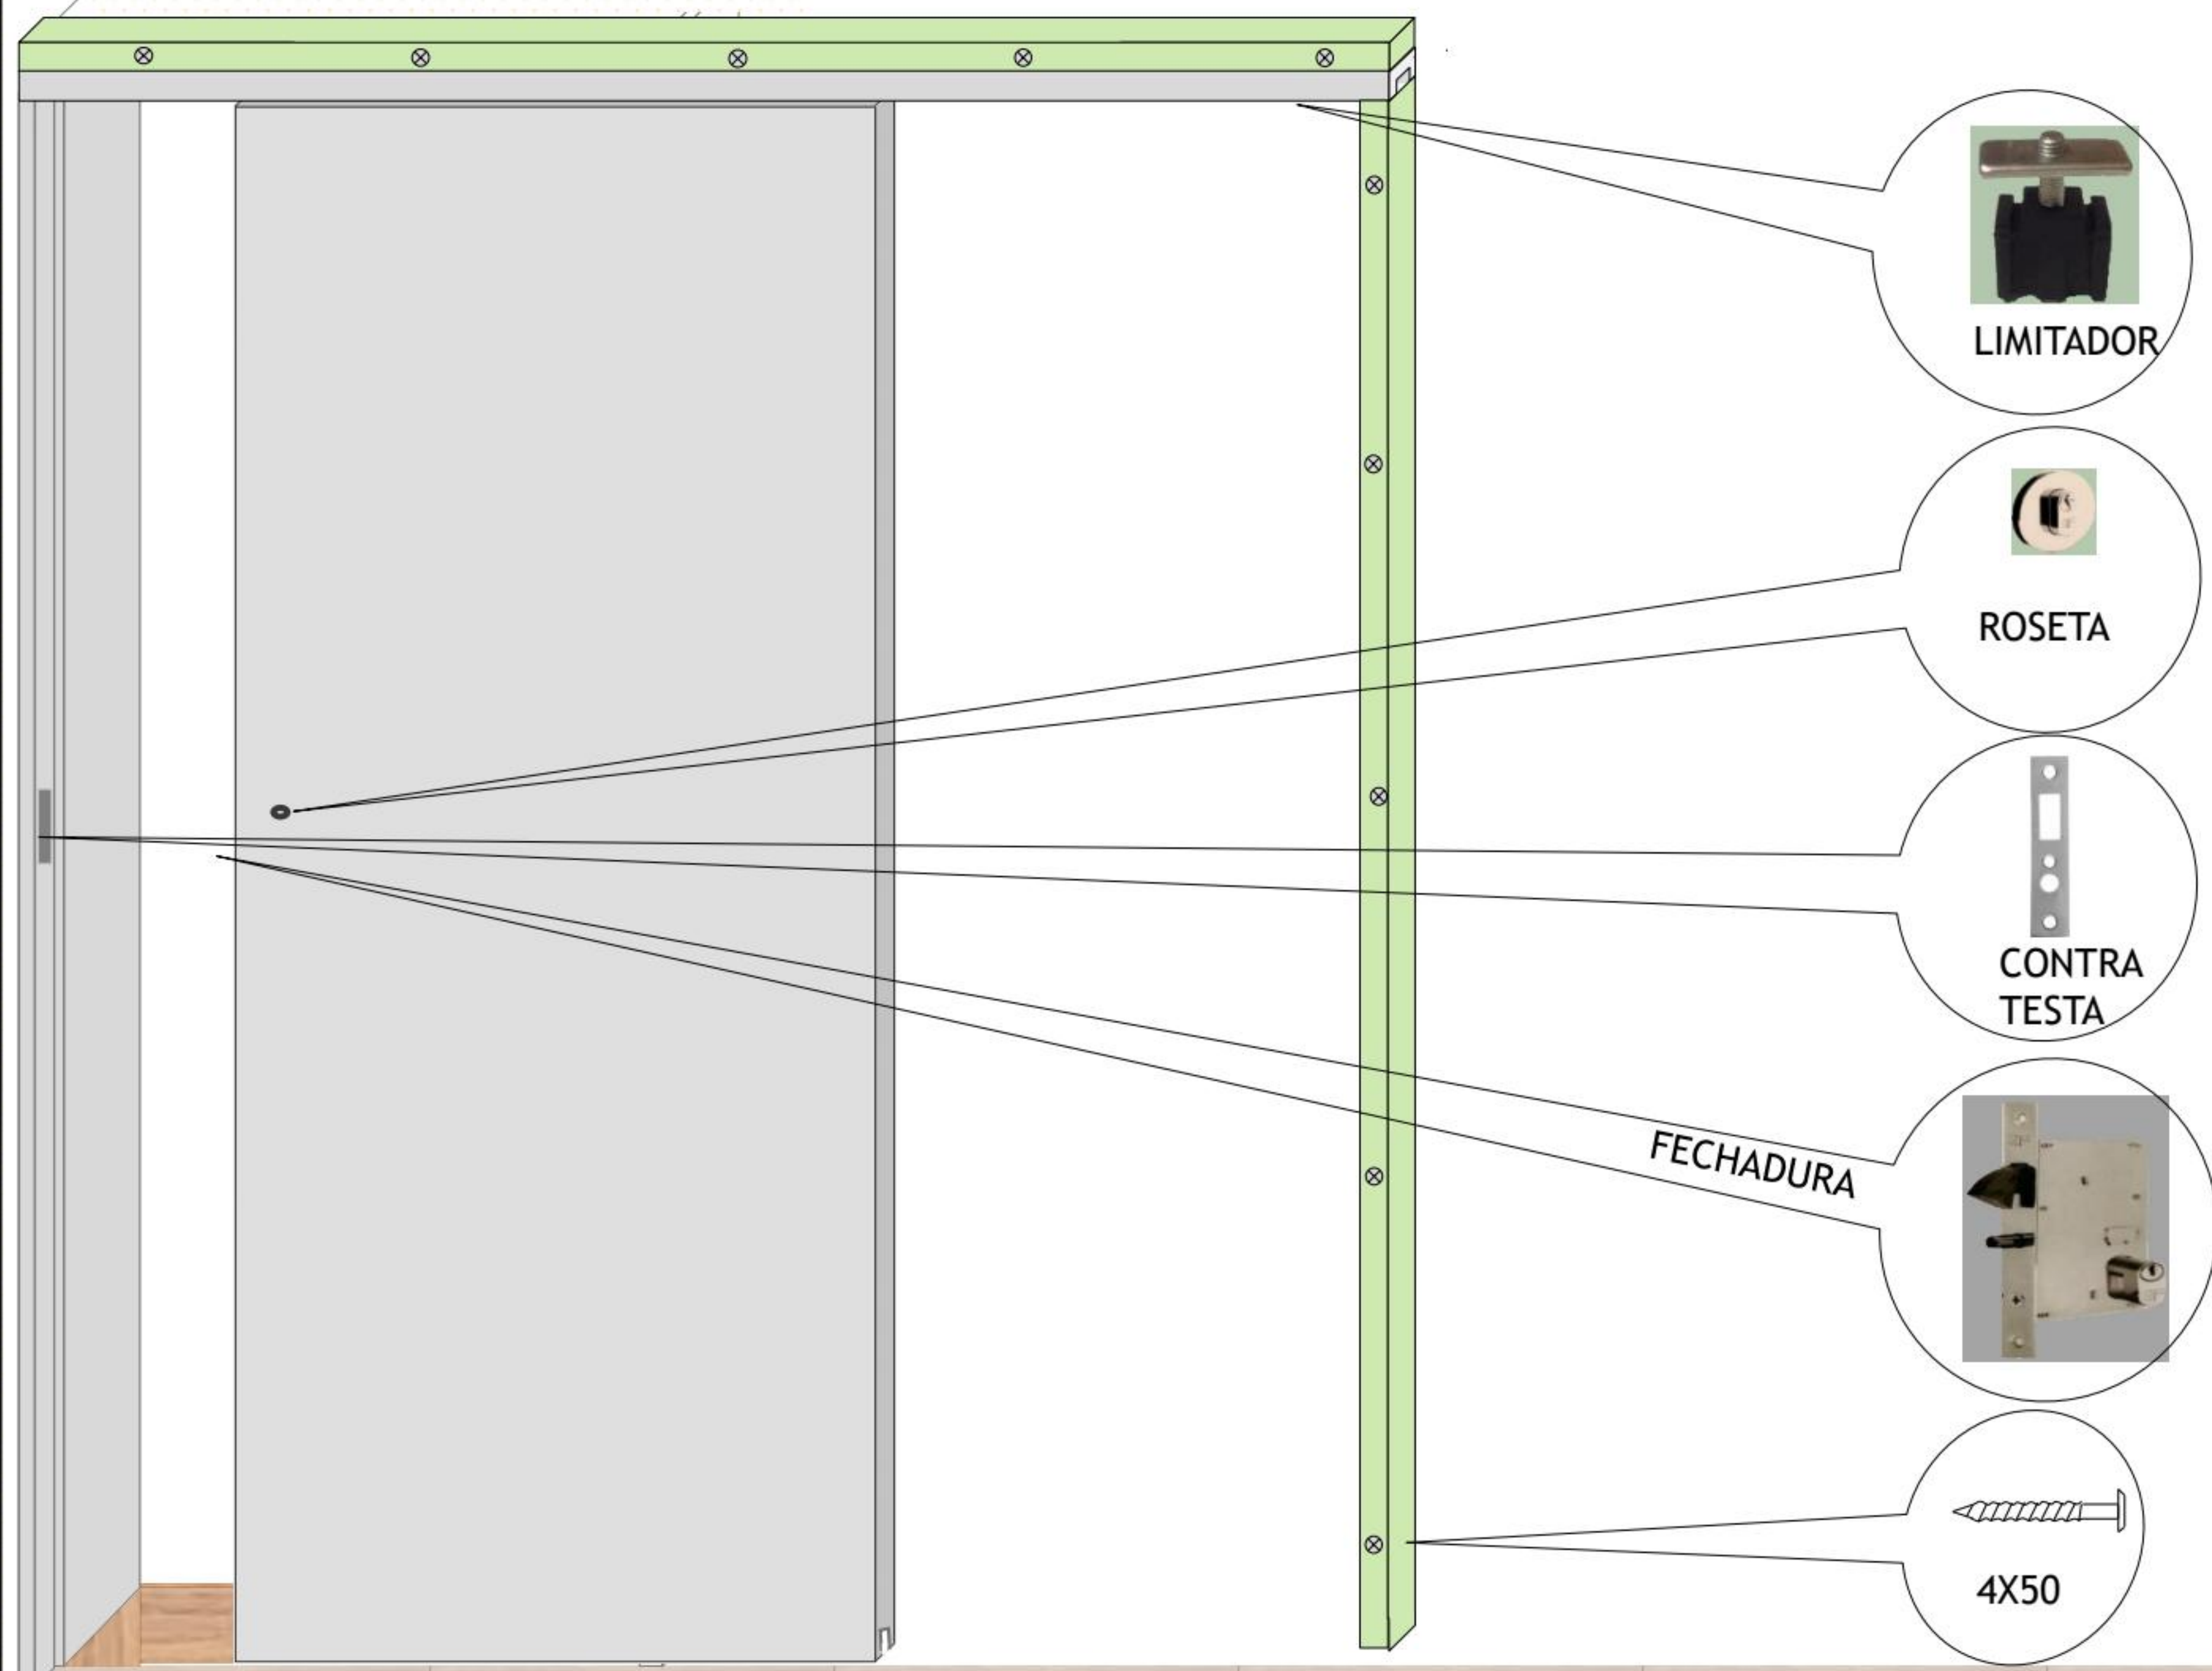 LIMITADOR
ROSETA
CONTRA
TESTA
FECHADURA
4X50